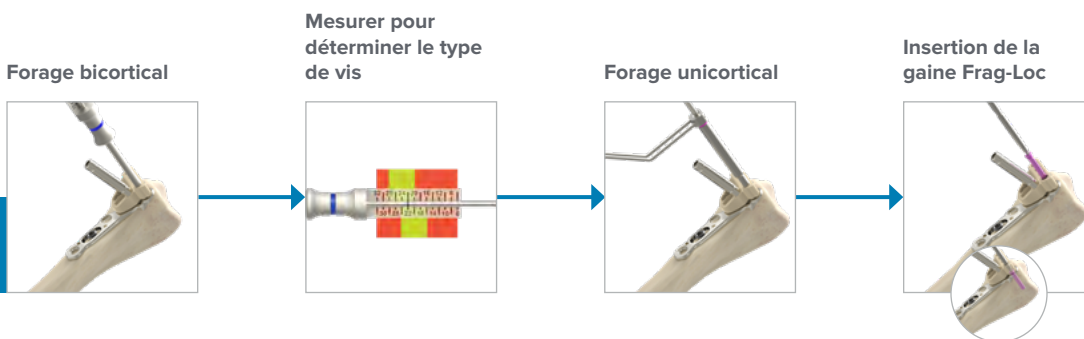 Forage bicortical
Mesurer pour
déterminer le type
de vis
Forage unicortical
Insertion de la
gaine Frag-Loc